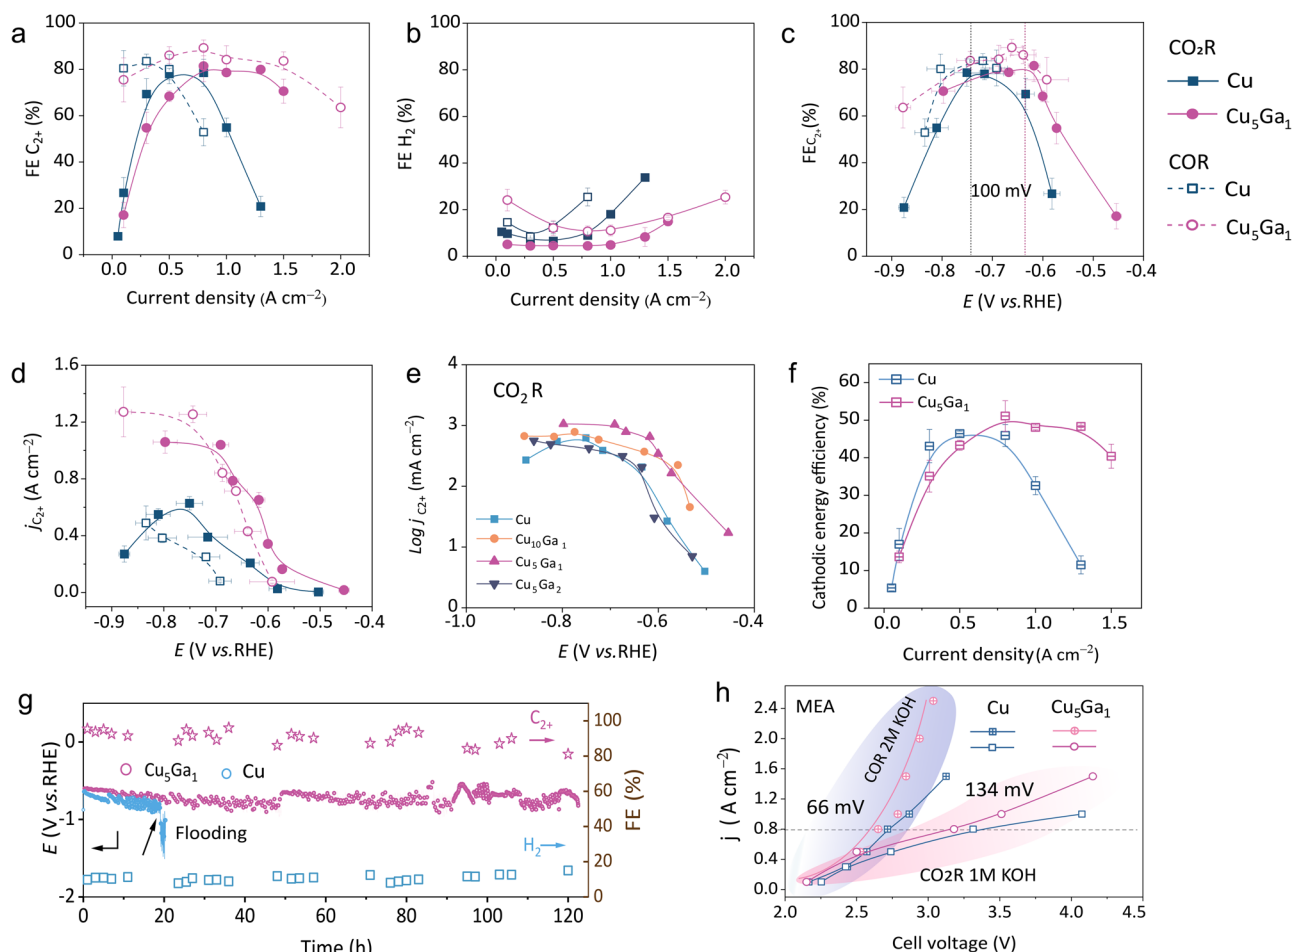 a
100
80
60
40
20
0
FE C₂₊ (%)
0.0 0.5 1.0 1.5 2.0
Current density (A cm⁻²)
b
100
80
60
40
20
0
FE H₂ (%)
0.0 0.5 1.0 1.5 2.0
Current density (A cm⁻²)
c
100
80
60
40
20
0
FE_C₂₊ (%)
100 mV
-0.9 -0.8 -0.7 -0.6 -0.5 -0.4
E (V vs.RHE)
CO₂R
Cu
Cu₅Ga₁
COR
Cu
Cu₅Ga₁
d
1.6
1.2
0.8
0.4
0.0
j_C₂₊ (A cm⁻²)
-0.9 -0.8 -0.7 -0.6 -0.5 -0.4
E (V vs.RHE)
e
CO₂R
4
3
2
1
0
Log j C₂₊ (mA cm⁻²)
Cu
Cu₁₀Ga₁
Cu₅Ga₁
Cu₅Ga₂
-1.0 -0.8 -0.6 -0.4
E (V vs.RHE)
f
60
50
40
30
20
10
0
Cathodic energy efficiency (%)
Cu
Cu₅Ga₁
0.0 0.5 1.0 1.5
Current density (A cm⁻²)
g
0
-1
-2
E (V vs.RHE)
C₂₊
Cu₅Ga₁
Cu
Flooding
H₂
100
80
60
40
20
0
FE (%)
0 20 40 60 80 100 120
Time (h)
h
MEA
2.4
2.0
1.6
1.2
0.8
0.4
0.0
j ( A cm⁻²)
Cu Cu₅Ga₁
COR 2M KOH
66 mV
134 mV
CO₂R 1M KOH
2.0 2.5 3.0 3.5 4.0 4.5
Cell voltage (V)